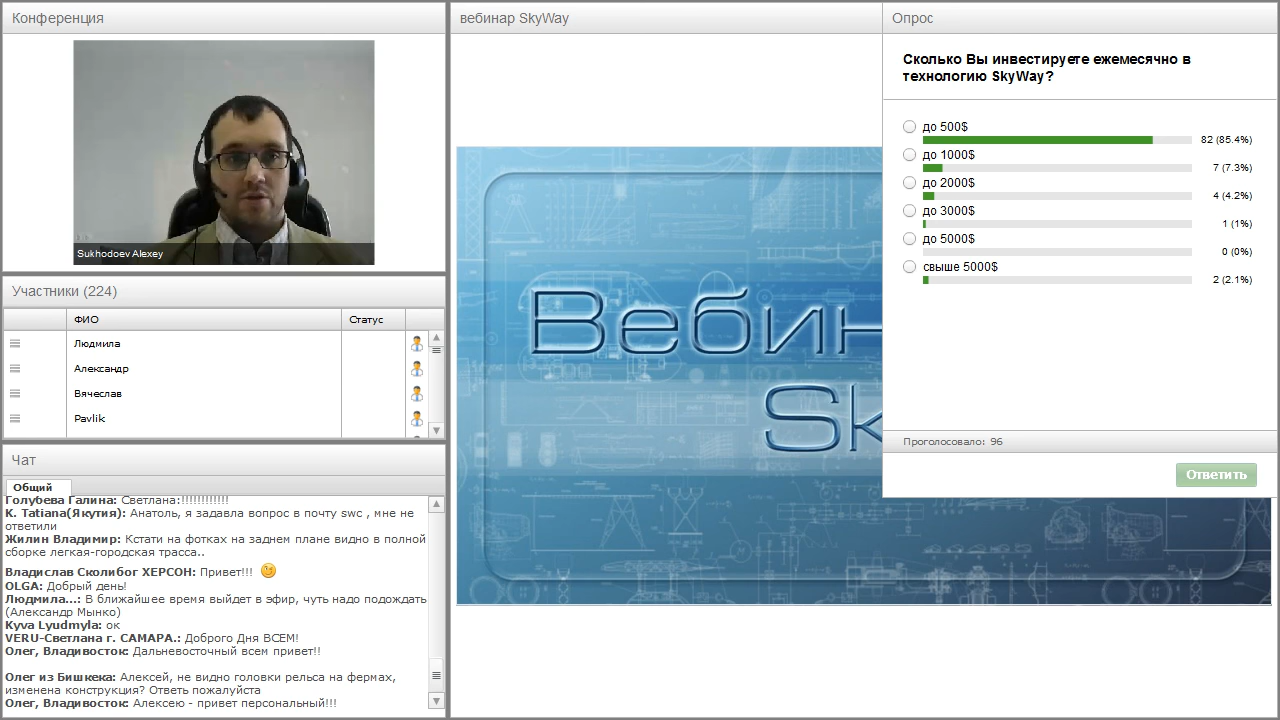 Конференция
Sukhodoev Alexey
Участники (224)
ФИО
Статус
Людмила
Александр
Вячеслав
Pavlik
Чат
Общий
Голубева Галина: Светлана:!!!!!!!!!!!!
K. Tatiana(Якутия): Анатоль, я задавла вопрос в почту swc , мне не
ответили
Жилин Владимир: Кстати на фотках на заднем плане видно в полной
сборке легкая-городская трасса..
Владислав Сколибог ХЕРСОН: Привет!!!
OLGA: Добрый день!
Людмила...: В ближайшее время выйдет в эфир, чуть надо подождать
(Александр Мынко)
Kyva Lyudmyla: ок
VERU-Светлана г. САМАРА.: Доброго Дня ВСЕМ!
Олег, Владивосток: Дальневосточный всем привет!!
Олег из Бишкека: Алексей, не видно головки рельса на фермах,
изменена конструкция? Ответь пожалуйста
Олег, Владивосток: Алексею - привет персональный!!!
вебинар SkyWay
Вебин
Sk
Опрос
Сколько Вы инвестируете ежемесячно в
технологию SkyWay?
до 500$
82 (85.4%)
до 1000$
7 (7.3%)
до 2000$
4 (4.2%)
до 3000$
1 (1%)
до 5000$
0 (0%)
свыше 5000$
2 (2.1%)
Проголосовало: 96
Ответить